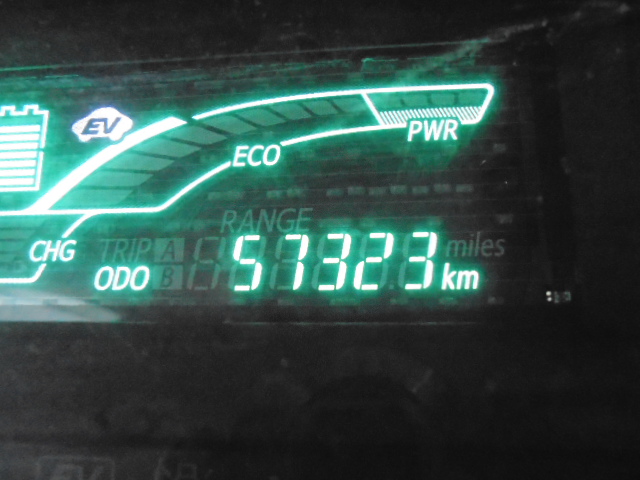 EV
PWR
ECO
RANGE
CHG TRIP A 57323 miles
ODO B km